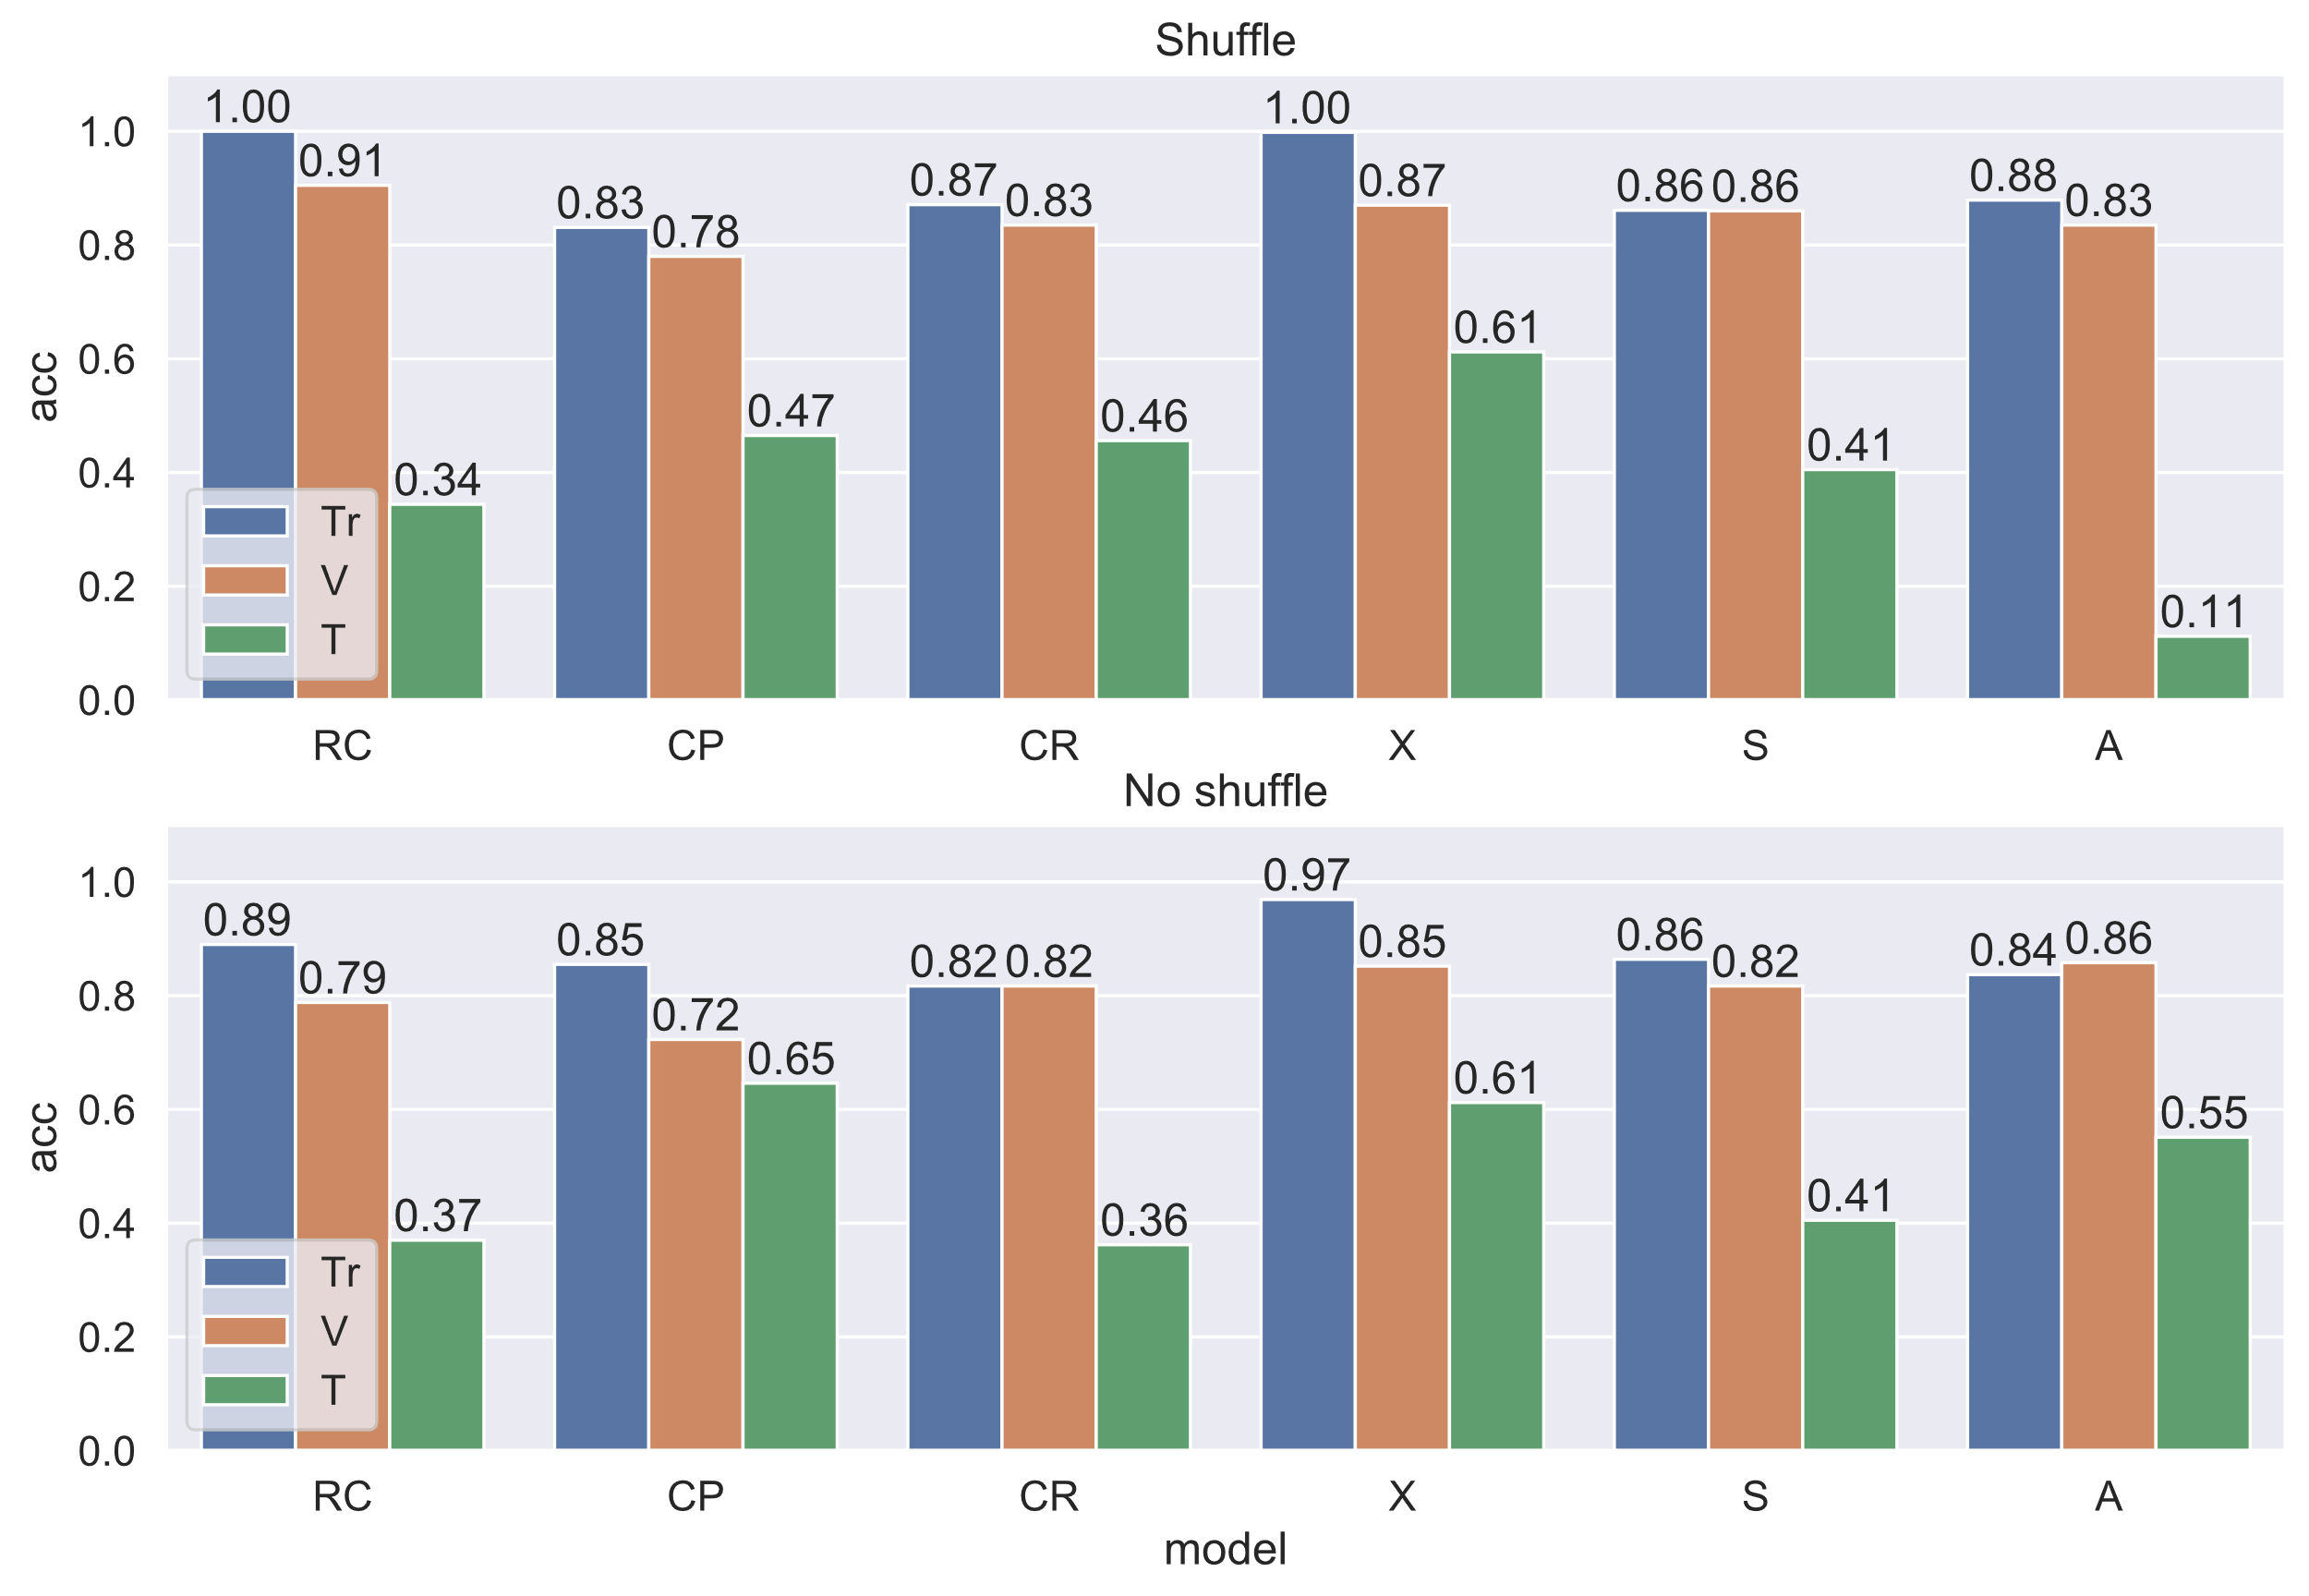 Shuffle
acc
1.0
0.8
0.6
0.4
0.2
0.0
1.00 0.91 0.34
0.83 0.78 0.47
0.87 0.83 0.46
1.00 0.87 0.61
0.86 0.86 0.41
0.88 0.83 0.11
Tr
V
T
RC CP CR X S A
No shuffle
acc
1.0
0.8
0.6
0.4
0.2
0.0
0.89 0.79 0.37
0.85 0.72 0.65
0.82 0.82 0.36
0.97 0.85 0.61
0.86 0.82 0.41
0.84 0.86 0.55
Tr
V
T
RC CP CR X S A
model